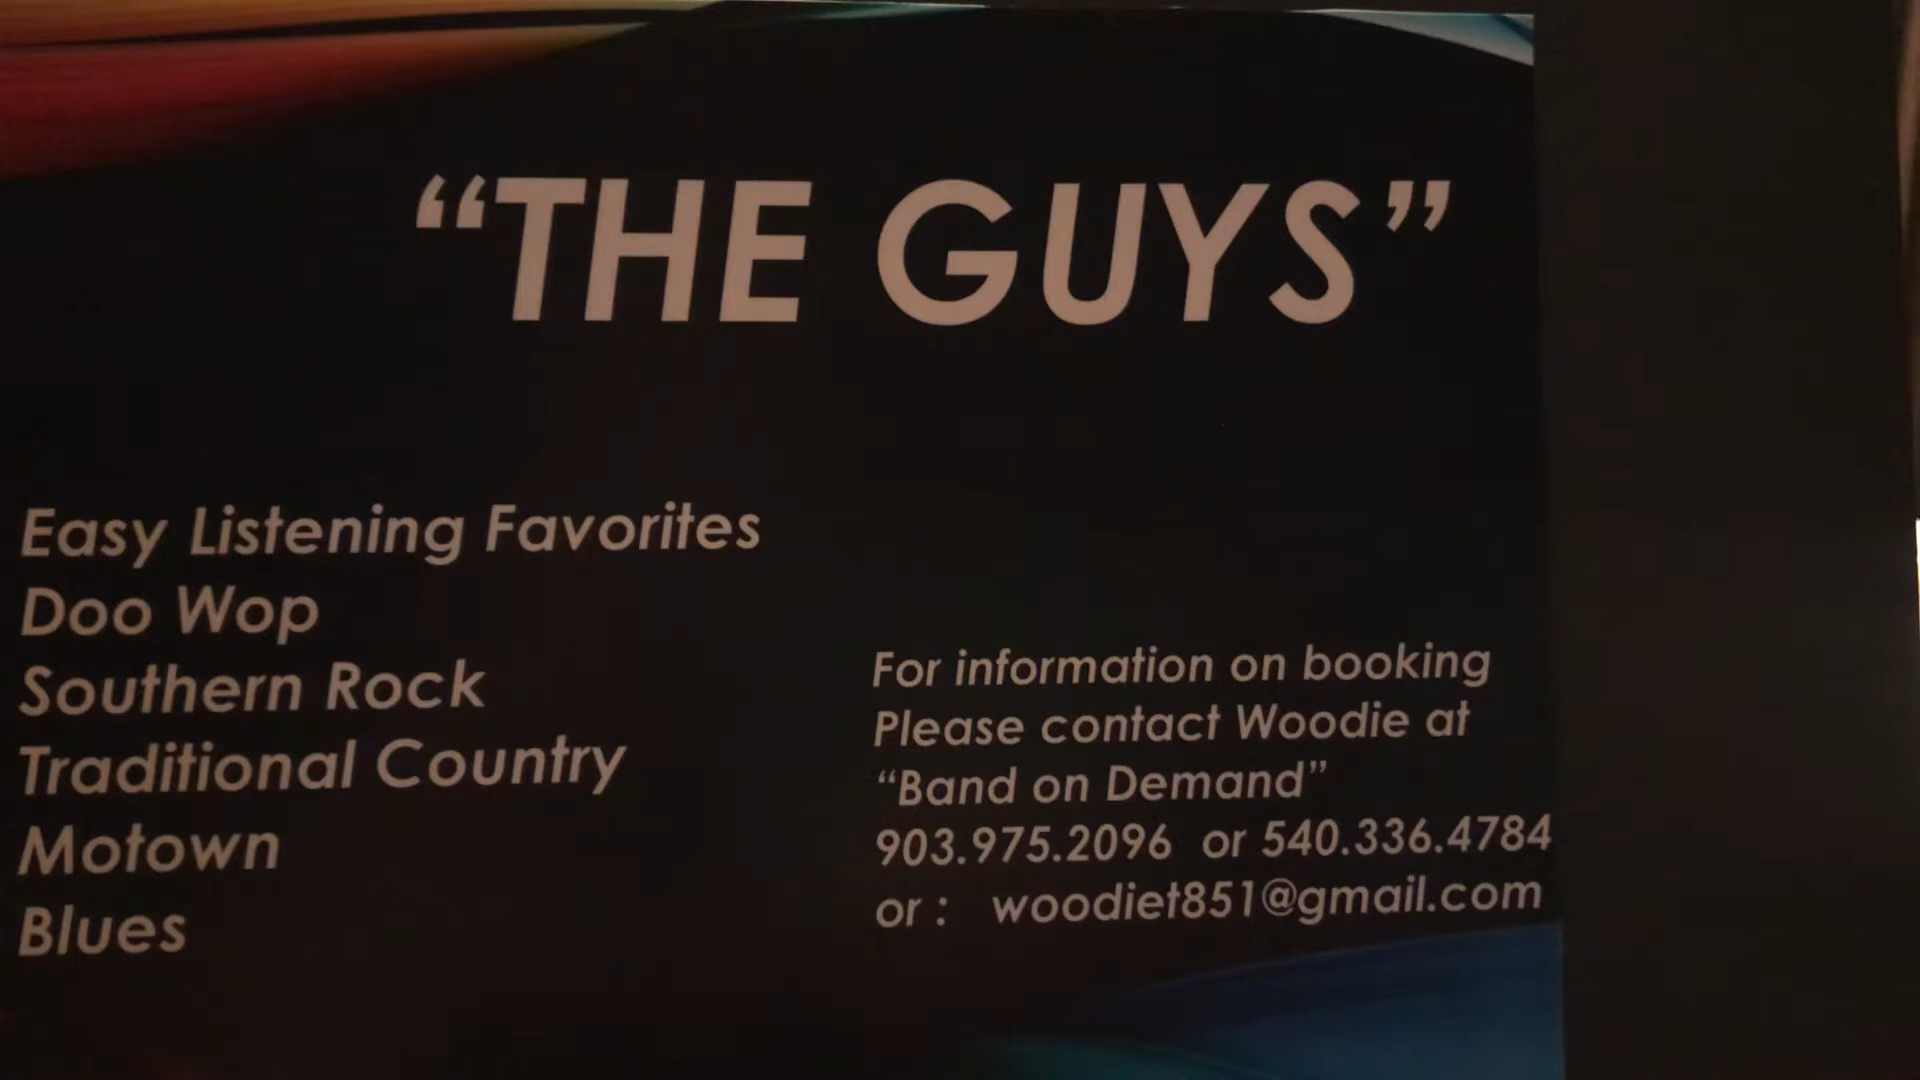 “THE GUYS”
Easy Listening Favorites
Doo Wop
Southern Rock
Traditional Country
Motown
Blues
For information on booking
Please contact Woodie at
“Band on Demand”
903.975.2096 or 540.336.4784
or : woodiet851@gmail.com